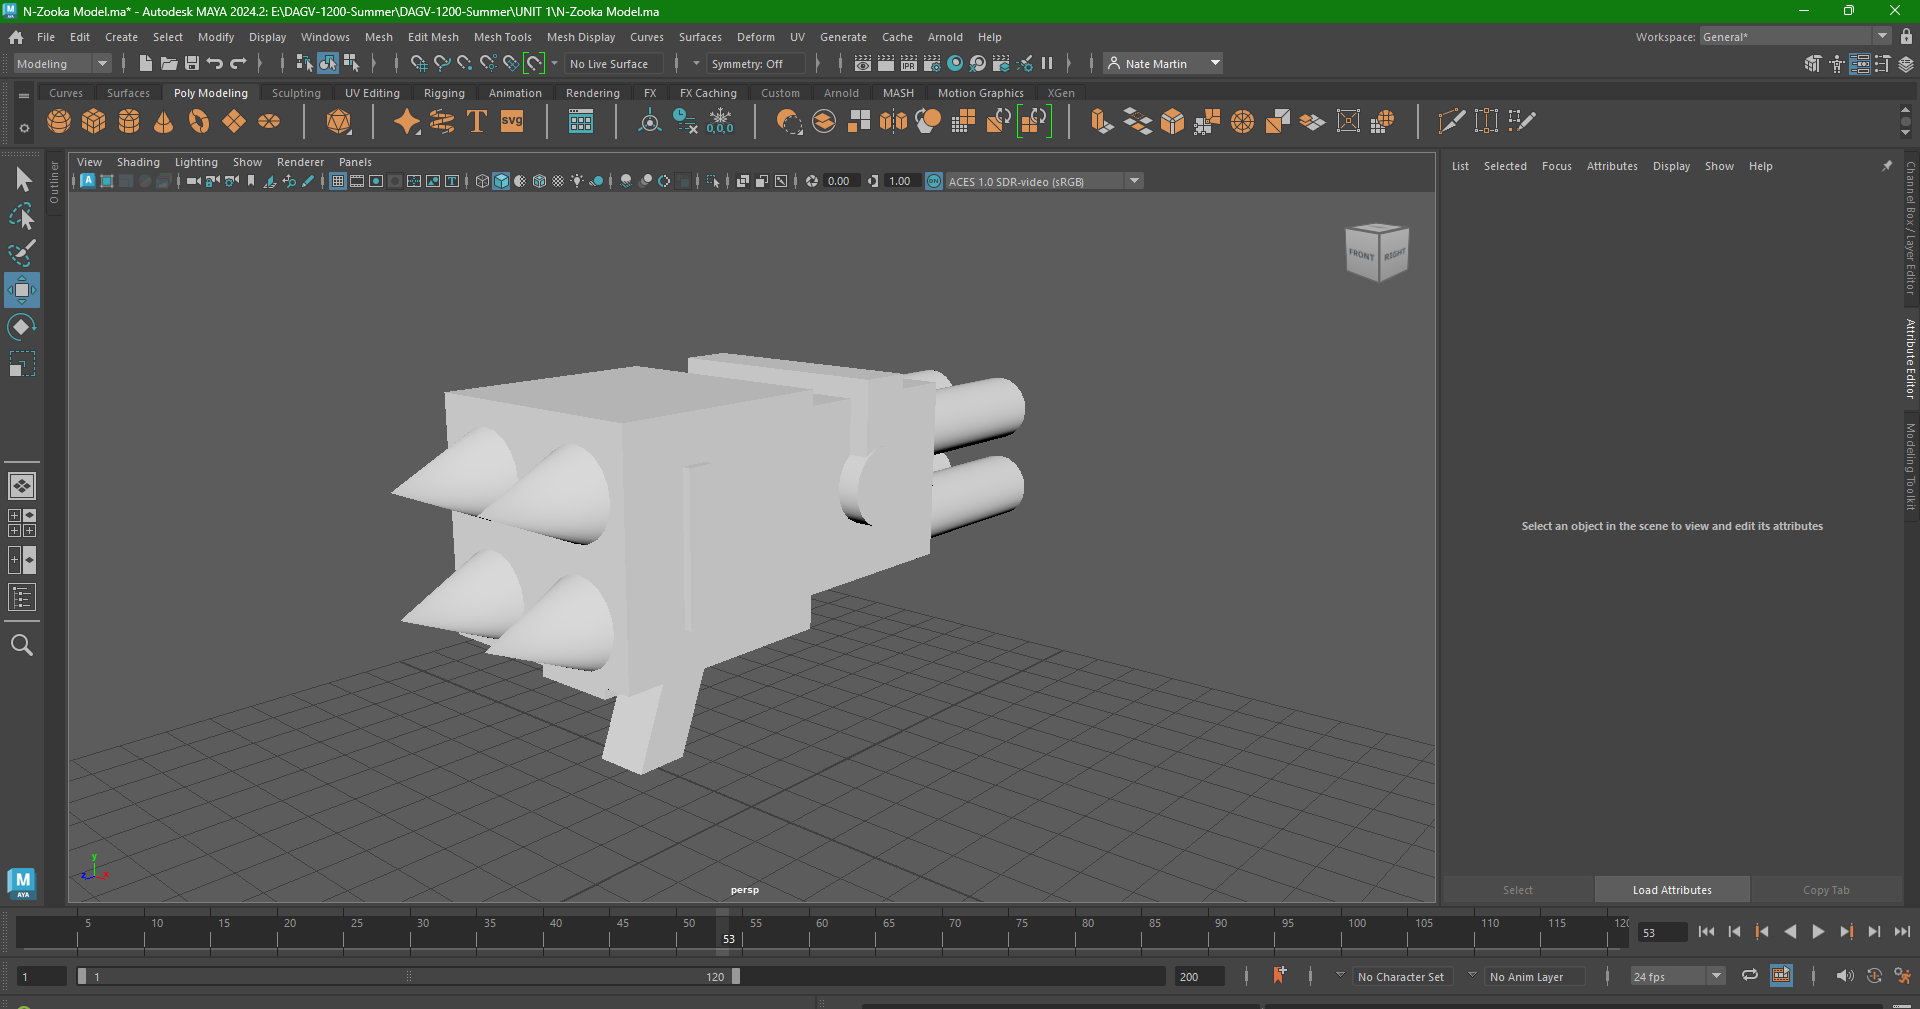 N-Zooka Model.ma* - Autodesk MAYA 2024.2: E:\DAGV-1200-Summer\DAGV-1200-Summer\UNIT 1\N-Zooka Model.ma
File Edit Create Select Modify Display Windows Mesh Edit Mesh Mesh Tools Mesh Display Curves Surfaces Deform UV Generate Cache Arnold Help Workspace: General*
Modeling No Live Surface Symmetry: Off IPR Nate Martin
Curves Surfaces Poly Modeling Sculpting UV Editing Rigging Animation Rendering FX FX Caching Custom Arnold MASH Motion Graphics XGen
T SVG 0,0,0
View Shading Lighting Show Renderer Panels
0.00 1.00 ON ACES 1.0 SDR-video (sRGB)
Outliner
FRONT RIGHT
y
z x
persp
List Selected Focus Attributes Display Show Help
Select an object in the scene to view and edit its attributes
Select Load Attributes Copy Tab
Channel Box / Layer Editor
Attribute Editor
Modeling Toolkit
M
AYA
5 10 15 20 25 30 35 40 45 50 55 60 65 70 75 80 85 90 95 100 105 110 115 120
53
53
1 1 120 200 No Character Set No Anim Layer 24 fps